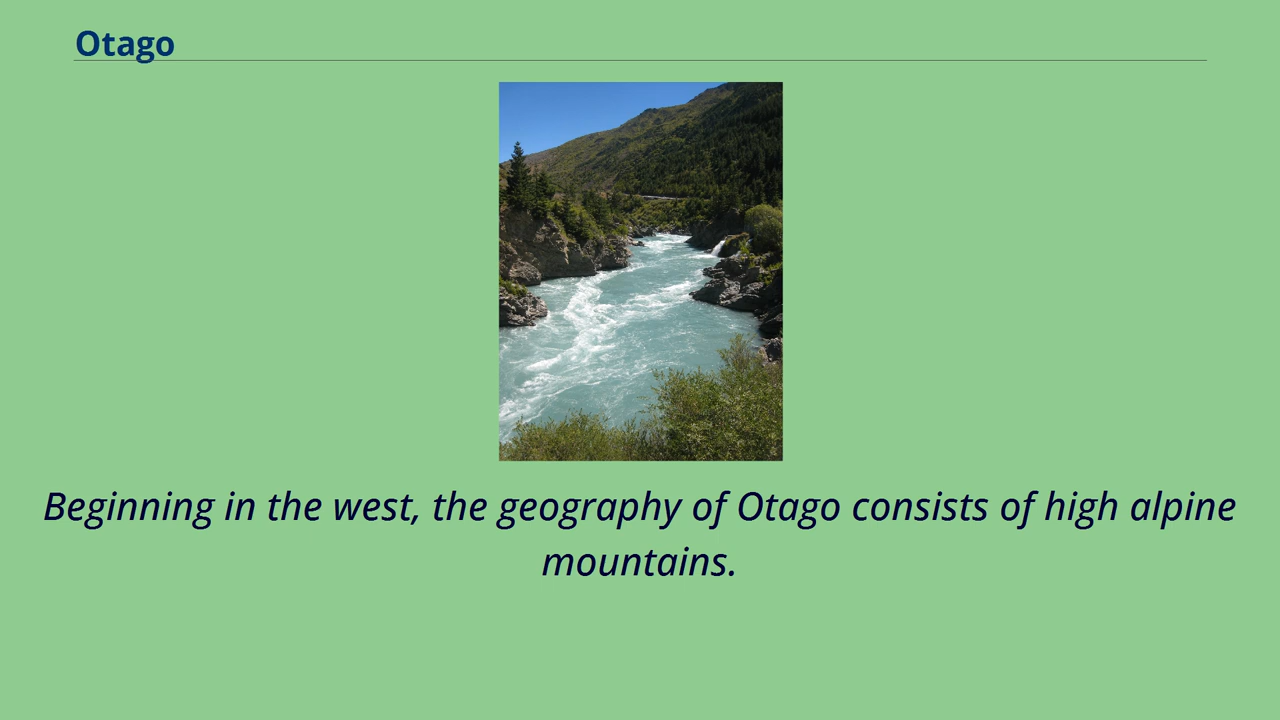 Otago
Beginning in the west, the geography of Otago consists of high alpine
mountains.